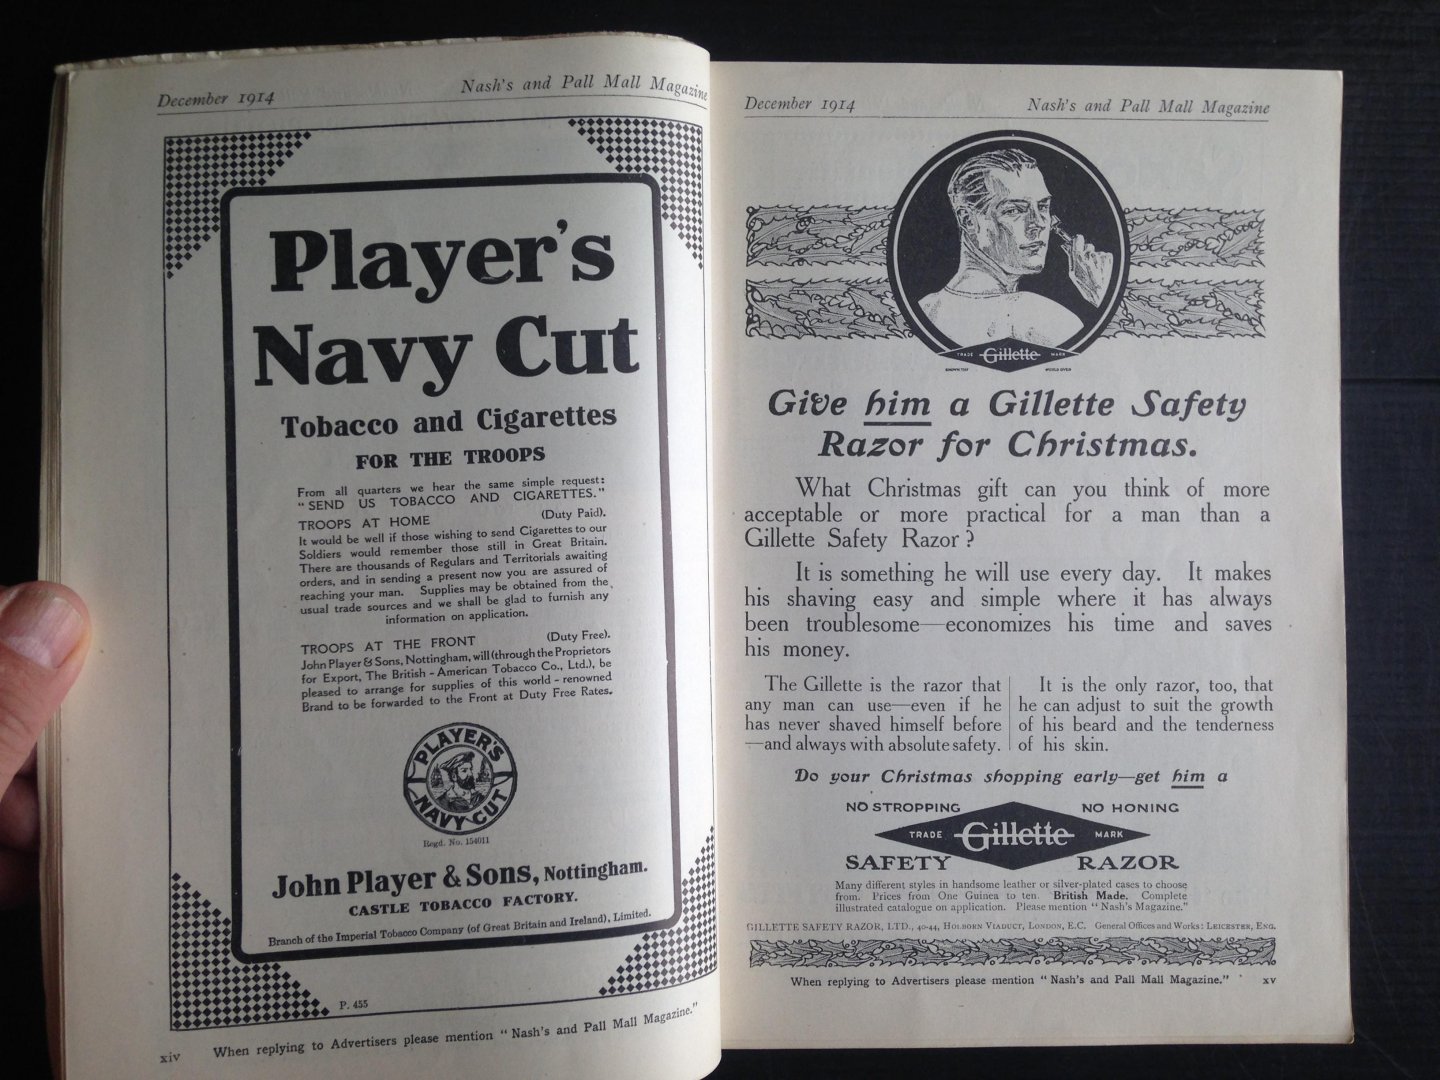 December 1914 Nash's and Pall Mall Magazine
Player's
Navy Cut
Tobacco and Cigarettes
FOR THE TROOPS
From all quarters we hear the same simple request:
"SEND US TOBACCO AND CIGARETTES."
TROOPS AT HOME (Duty Paid).
It would be well if those wishing to send Cigarettes to our
Soldiers would remember those still in Great Britain.
There are thousands of Regulars and Territorials awaiting
orders, and in sending a present now you are assured of
reaching your man. Supplies may be obtained from the
usual trade sources and we shall be glad to furnish any
information on application.
TROOPS AT THE FRONT (Duty Free).
John Player & Sons, Nottingham, will (through the Proprietors
for Export, The British-American Tobacco Co., Ltd.), be
pleased to arrange for supplies of this world-renowned
Brand to be forwarded to the Front at Duty Free Rates.
PLAYER'S
NAVY CUT
Regd. No. 154011
John Player & Sons, Nottingham.
CASTLE TOBACCO FACTORY.
Branch of the Imperial Tobacco Company (of Great Britain and Ireland), Limited.
P. 455
xiv When replying to Advertisers please mention "Nash's and Pall Mall Magazine."
December 1914 Nash's and Pall Mall Magazine
TRADE Gillette MARK
KNOWN THE WORLD OVER
Give him a Gillette Safety
Razor for Christmas.
What Christmas gift can you think of more
acceptable or more practical for a man than a
Gillette Safety Razor?
It is something he will use every day. It makes
his shaving easy and simple where it has always
been troublesome—economizes his time and saves
his money.
The Gillette is the razor that
any man can use—even if he
has never shaved himself before
—and always with absolute safety.
It is the only razor, too, that
he can adjust to suit the growth
of his beard and the tenderness
of his skin.
Do your Christmas shopping early—get him a
NO STROPPING NO HONING
TRADE Gillette MARK
SAFETY RAZOR
Many different styles in handsome leather or silver-plated cases to choose
from. Prices from One Guinea to ten. British Made. Complete
illustrated catalogue on application. Please mention "Nash's Magazine."
GILLETTE SAFETY RAZOR, LTD., 40-44, HOLBORN VIADUCT, LONDON, E.C. General Offices and Works: LEICESTER, ENG.
When replying to Advertisers please mention "Nash's and Pall Mall Magazine." xv